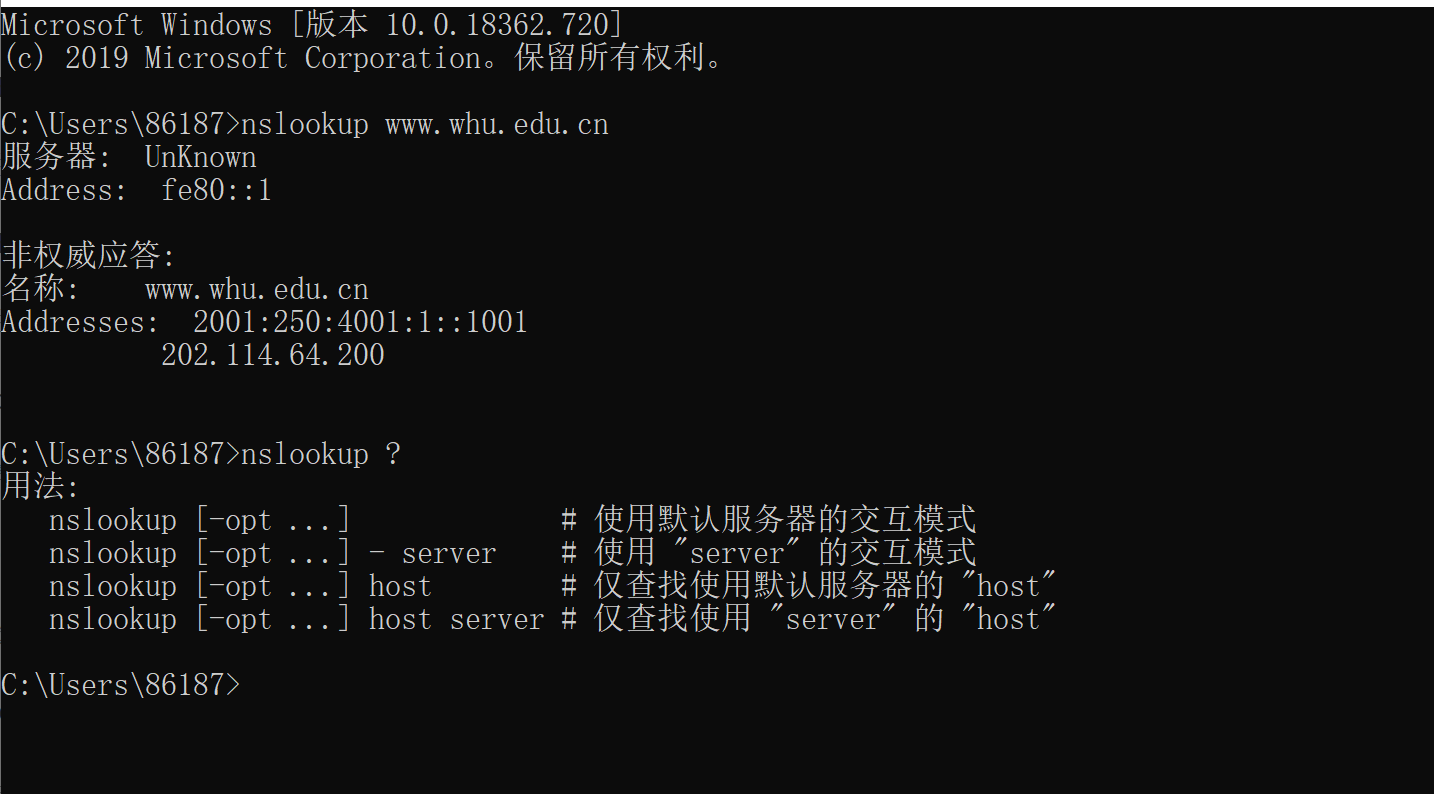 Microsoft Windows [版本 10.0.18362.720]
(c) 2019 Microsoft Corporation。保留所有权利。
C:\Users\86187>nslookup www.whu.edu.cn
服务器:  UnKnown
Address:  fe80::1
非权威应答:
名称:    www.whu.edu.cn
Addresses:  2001:250:4001:1::1001
          202.114.64.200
C:\Users\86187>nslookup ?
用法:
   nslookup [-opt ...]             # 使用默认服务器的交互模式
   nslookup [-opt ...] - server    # 使用 "server" 的交互模式
   nslookup [-opt ...] host        # 仅查找使用默认服务器的 "host"
   nslookup [-opt ...] host server # 仅查找使用 "server" 的 "host"
C:\Users\86187>